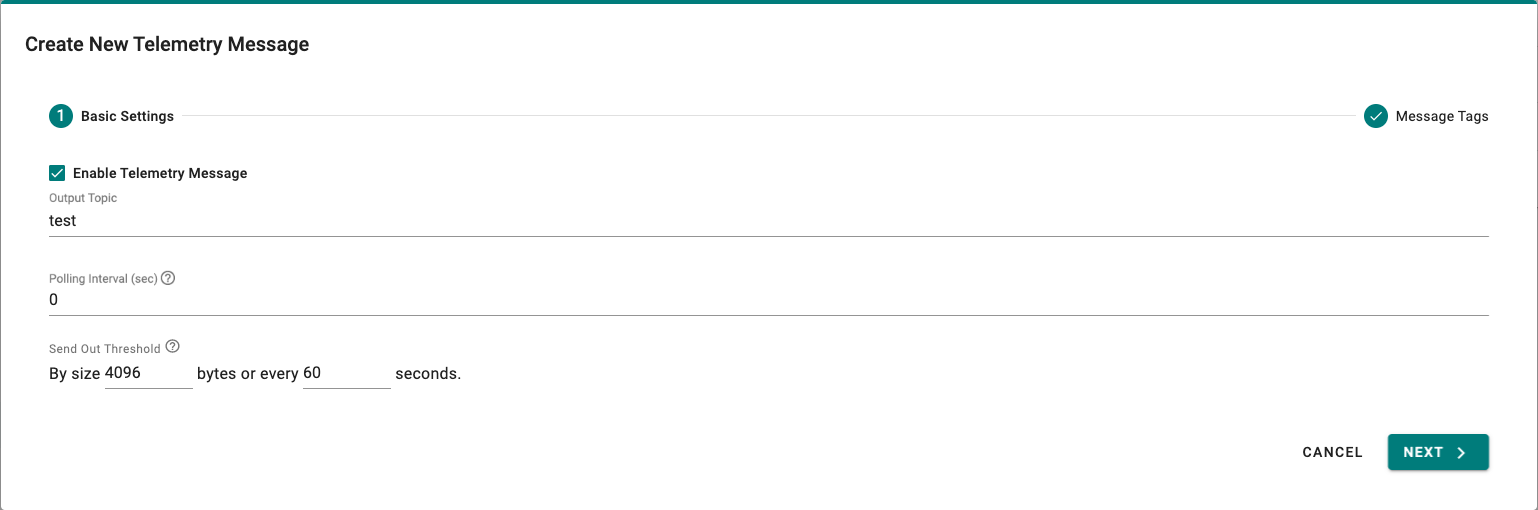 Create New Telemetry Message
1 Basic Settings
Message Tags
Enable Telemetry Message
Output Topic
test
Polling Interval (sec) ?
0
Send Out Threshold ?
By size 4096 bytes or every 60 seconds.
CANCEL NEXT